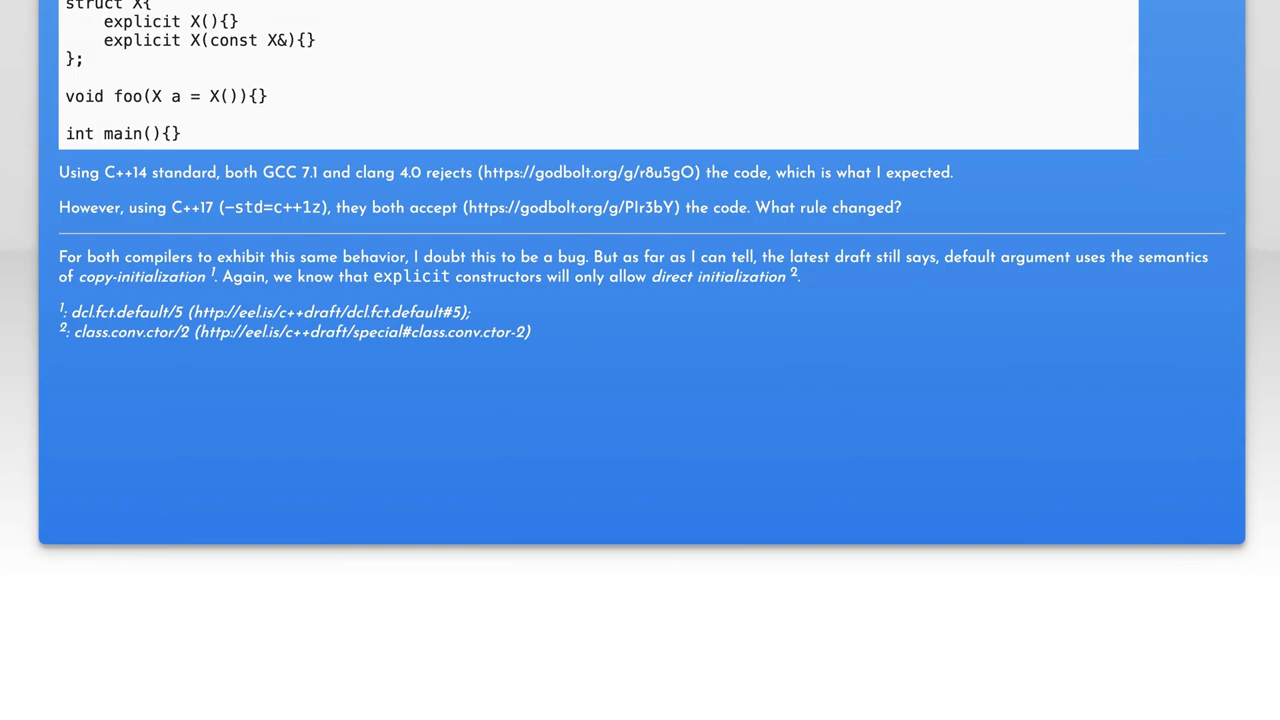 struct X{
    explicit X(){}
    explicit X(const X&){}
};
void foo(X a = X()){}
int main(){}
Using C++14 standard, both GCC 7.1 and clang 4.0 rejects (https://godbolt.org/g/r8u5gO) the code, which is what I expected.
However, using C++17 (-std=c++1z), they both accept (https://godbolt.org/g/PIr3bY) the code. What rule changed?
For both compilers to exhibit this same behavior, I doubt this to be a bug. But as far as I can tell, the latest draft still says, default argument uses the semantics
of copy-initialization 1. Again, we know that explicit constructors will only allow direct initialization 2.
1: dcl.fct.default/5 (http://eel.is/c++draft/dcl.fct.default#5);
2: class.conv.ctor/2 (http://eel.is/c++draft/special#class.conv.ctor-2)